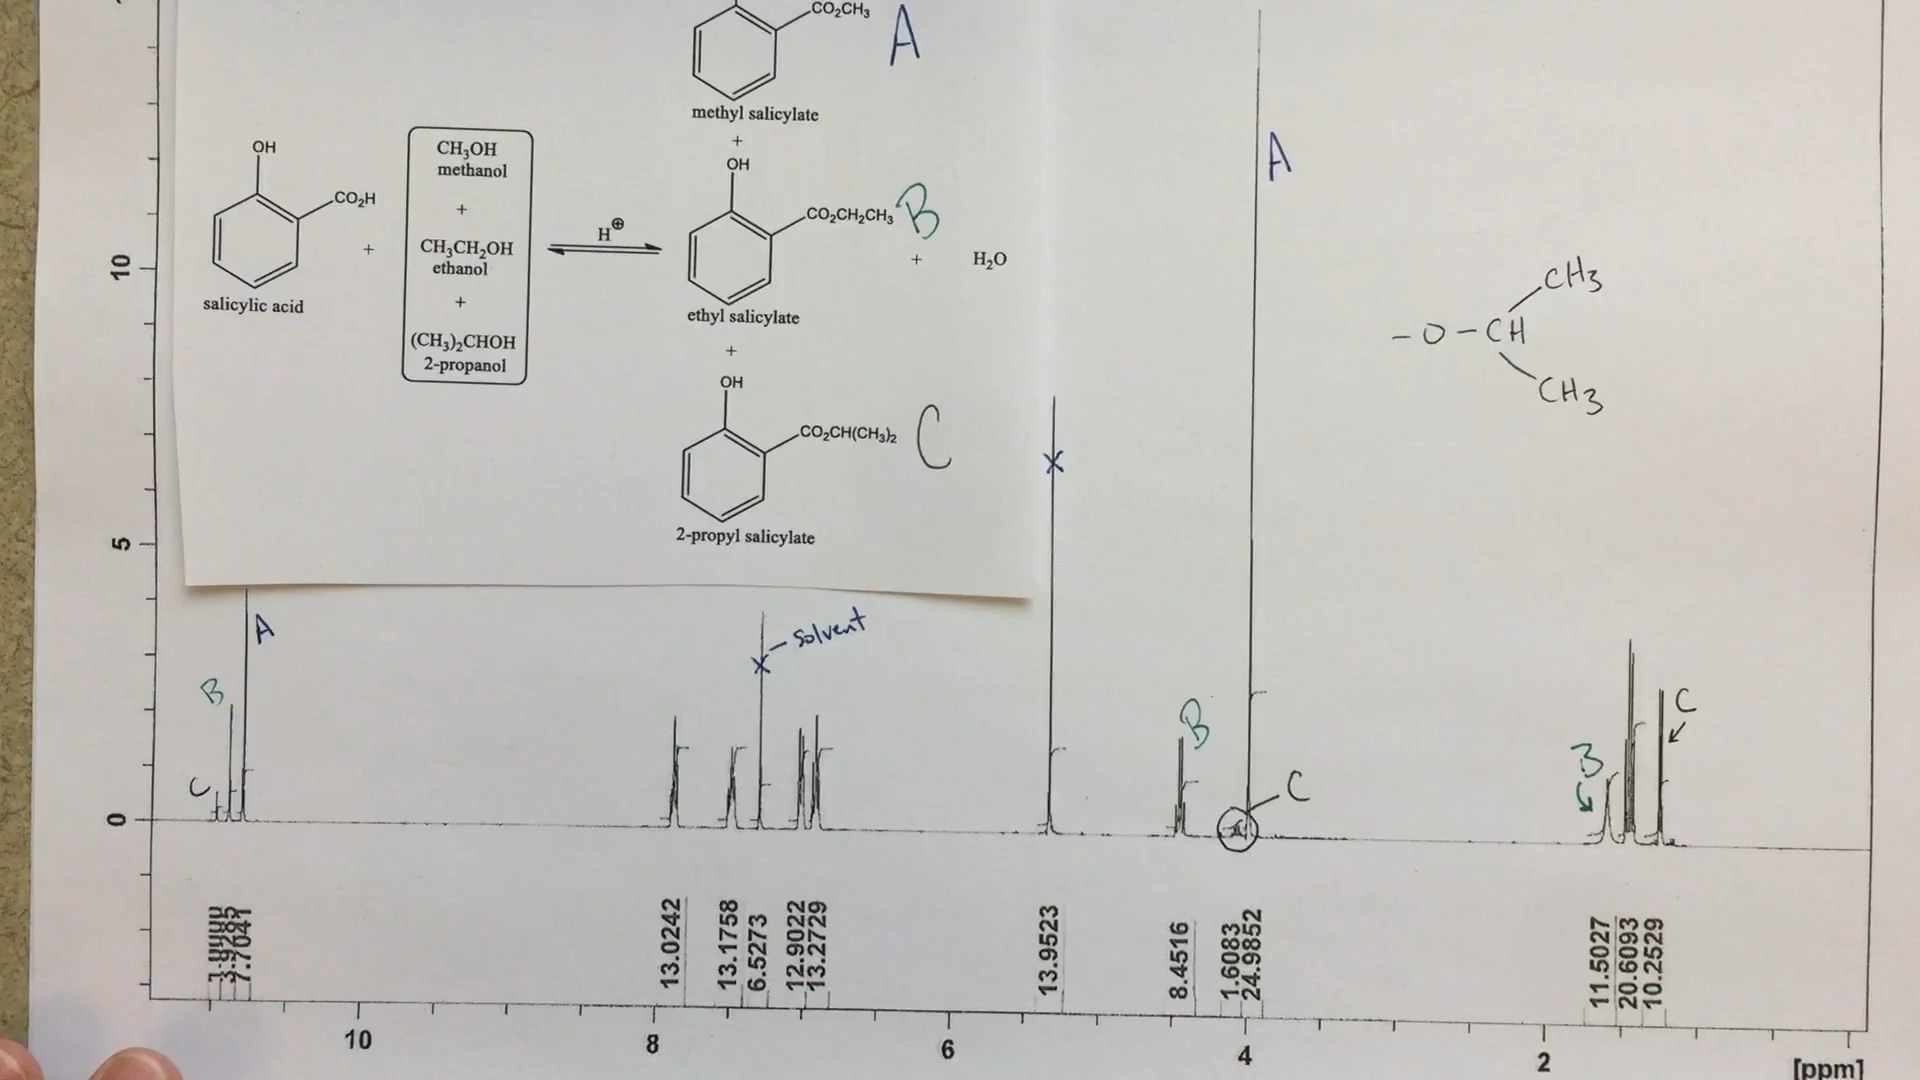 CO₂CH₃
A
methyl salicylate
+
OH
CO₂H
salicylic acid
+
CH₃OH
methanol
+
CH₃CH₂OH
ethanol
+
(CH₃)₂CHOH
2-propanol
H⊕
OH
CO₂CH₂CH₃
B
ethyl salicylate
+
H₂O
+
OH
CO₂CH(CH₃)₂
C
2-propyl salicylate
A
-O-CH
CH3
CH3
10
5
0
C
B
A
X
solvent
X
B
C
B
C
7.7041
13.0242
13.1758
6.5273
12.9022
13.2729
13.9523
8.4516
1.6083
24.9852
11.5027
20.6093
10.2529
10
8
6
4
2
[ppm]